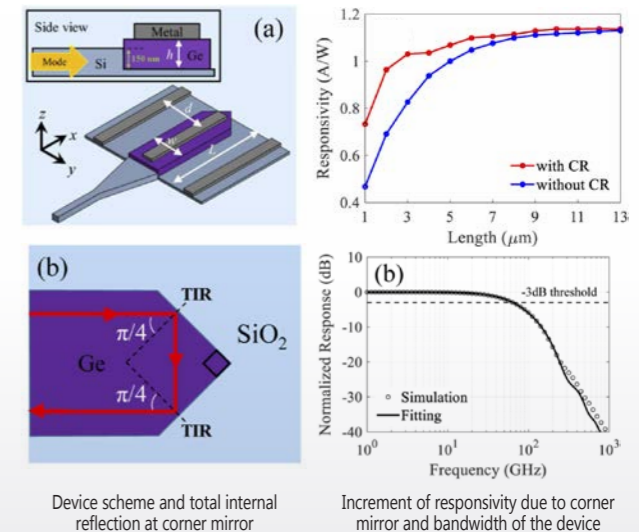 Side view
(a)
Metal
Mode
Si
150 nm
h
Ge
d
w
l
z
x
y
Responsivity (A/W)
1.2
1
0.8
0.6
0.4
with CR
without CR
1 3 5 7 9 11 13
Length (μm)
(b)
TIR
π/4
Ge
SiO2
π/4
TIR
(b)
Normalized Response (dB)
10
0
-10
-20
-30
-40
-3dB threshold
Simulation
Fitting
10^0 10^1 10^2 10^3
Frequency (GHz)
Device scheme and total internal
reflection at corner mirror
Increment of responsivity due to corner
mirror and bandwidth of the device